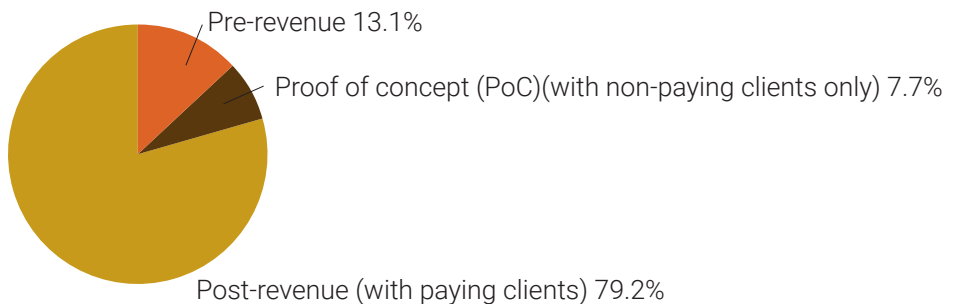 Pre-revenue 13.1%
Proof of concept (PoC)(with non-paying clients only) 7.7%
Post-revenue (with paying clients) 79.2%